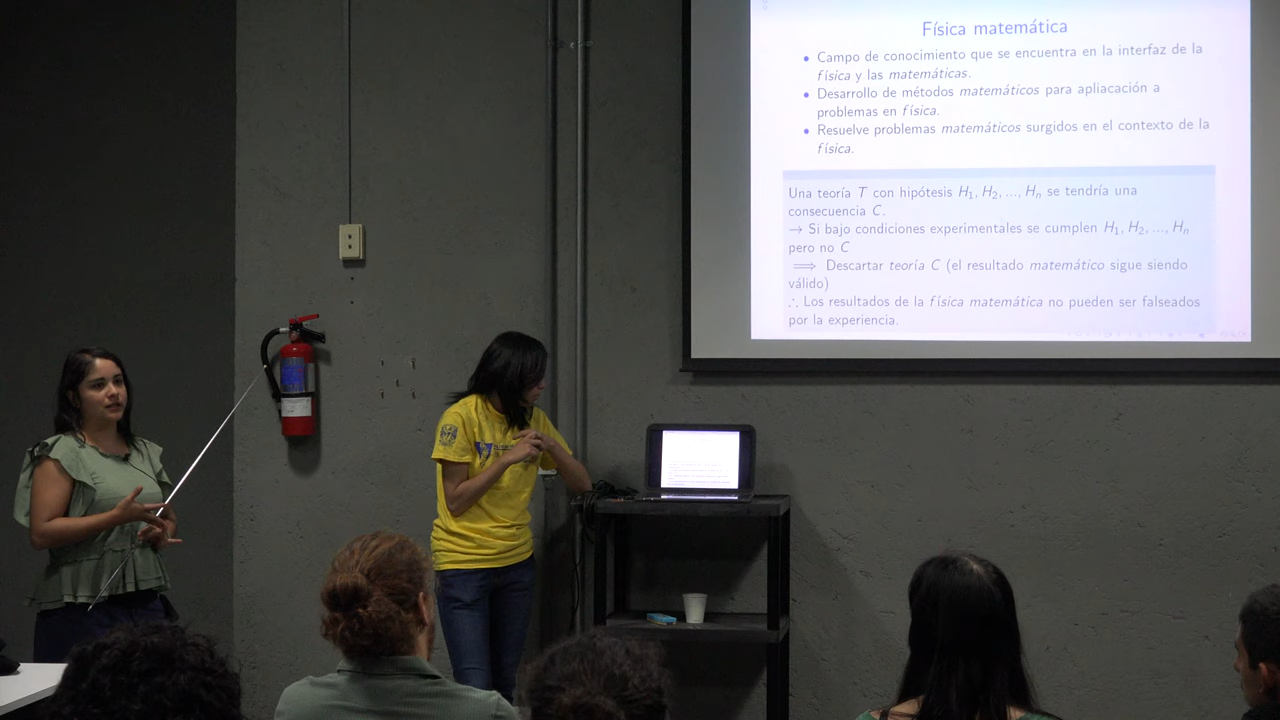 Física matemática
• Campo de conocimiento que se encuentra en la interfaz de la
física y las matemáticas.
• Desarrollo de métodos matemáticos para apliacación a
problemas en física.
• Resuelve problemas matemáticos surgidos en el contexto de la
física.
Una teoría T con hipótesis H₁, H₂, ..., Hₙ se tendría una
consecuencia C.
→ Si bajo condiciones experimentales se cumplen H₁, H₂, ..., Hₙ
pero no C
⟹ Descartar teoría C (el resultado matemático sigue siendo
válido)
∴ Los resultados de la física matemática no pueden ser falseados
por la experiencia.